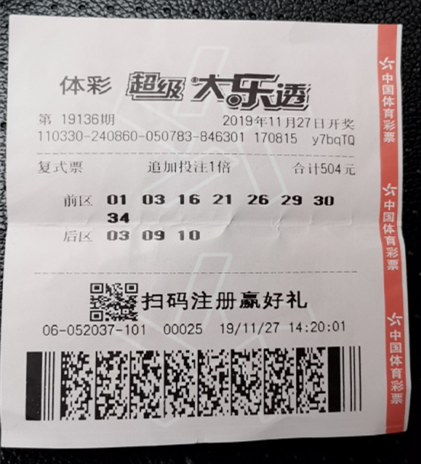 体彩 超级大乐透
第 19136期 2019年11月27日开奖
110330-240860-050783-846301 170815 y7bqTQ
复式票 追加投注1倍 合计504元
前区 01 03 16 21 26 29 30
34
后区 03 09 10
扫码注册赢好礼
06-052037-101 00025 19/11/27 14:20:01
中国体育彩票
中国体育彩票
中国体育彩票